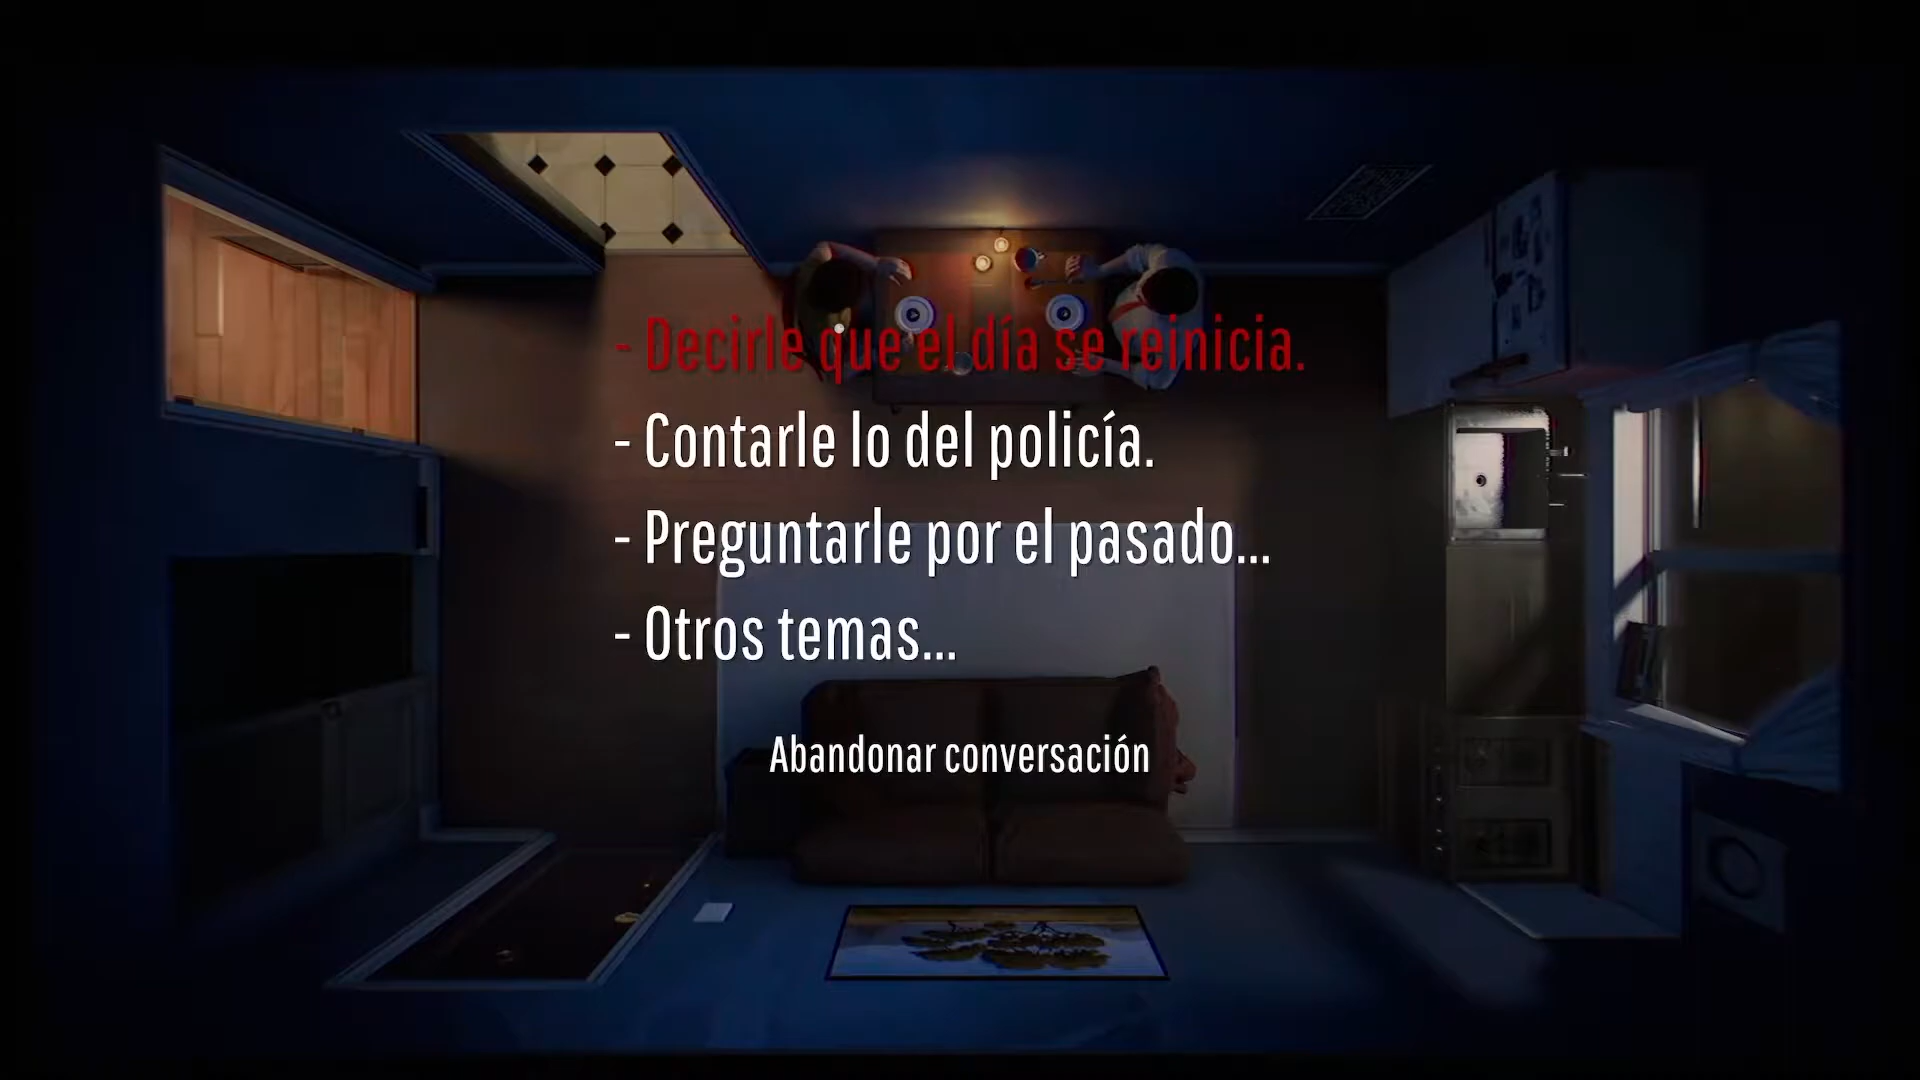 - Decirle que el día se reinicia.
- Contarle lo del policía.
- Preguntarle por el pasado...
- Otros temas...
Abandonar conversación